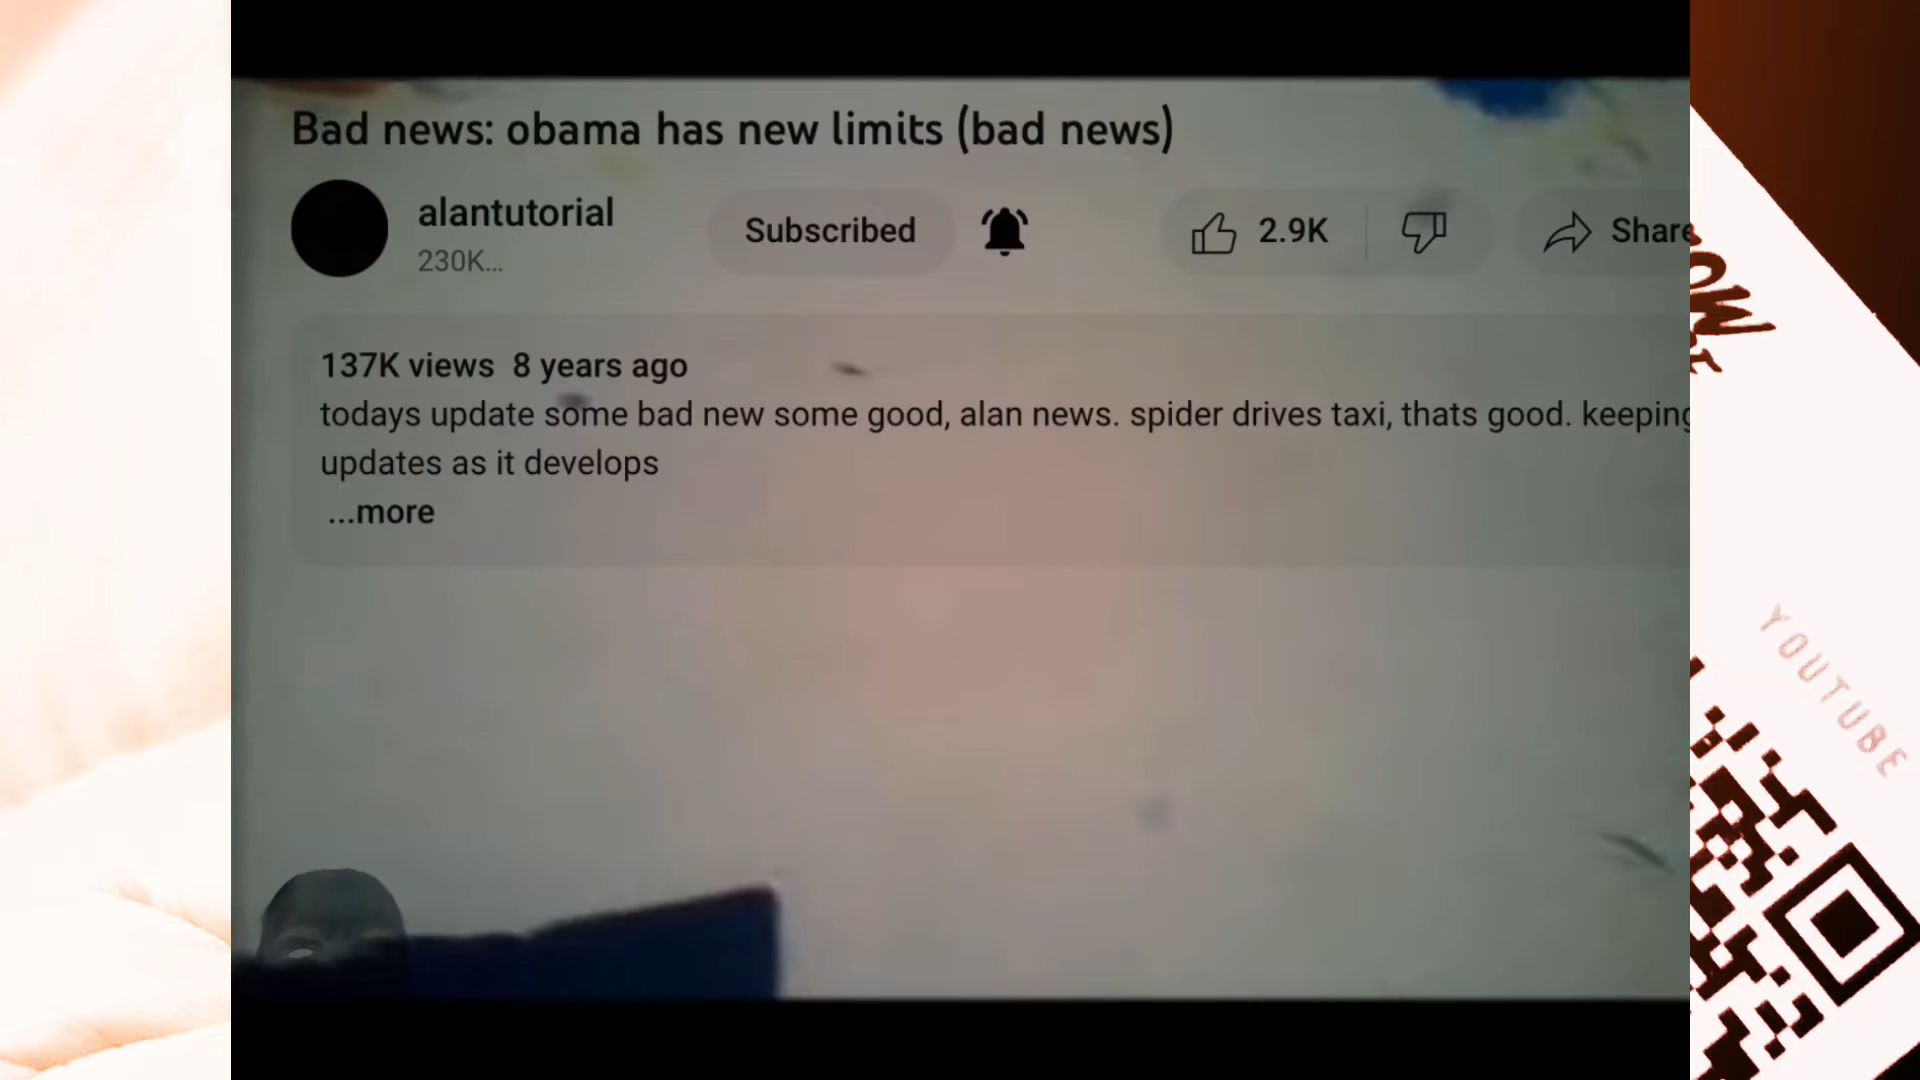 Bad news: obama has new limits (bad news)
alantutorial
230K...
Subscribed
2.9K
Share
137K views 8 years ago
todays update some bad new some good, alan news. spider drives taxi, thats good. keeping
updates as it develops
...more
YOUTUBE